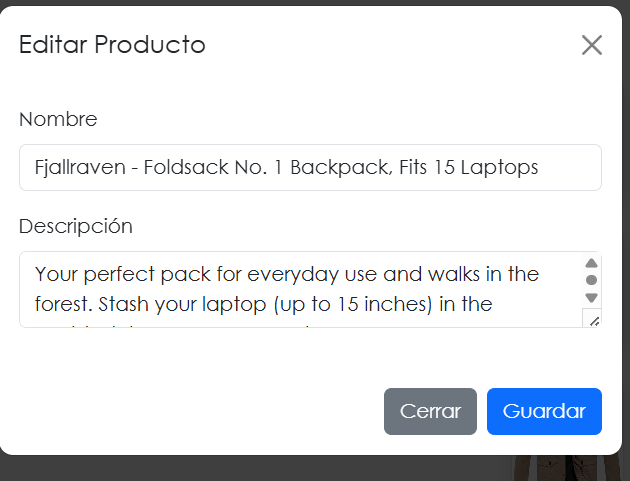 Editar Producto
Nombre
Fjallraven - Foldsack No. 1 Backpack, Fits 15 Laptops
Descripción
Your perfect pack for everyday use and walks in the
forest. Stash your laptop (up to 15 inches) in the
Cerrar
Guardar